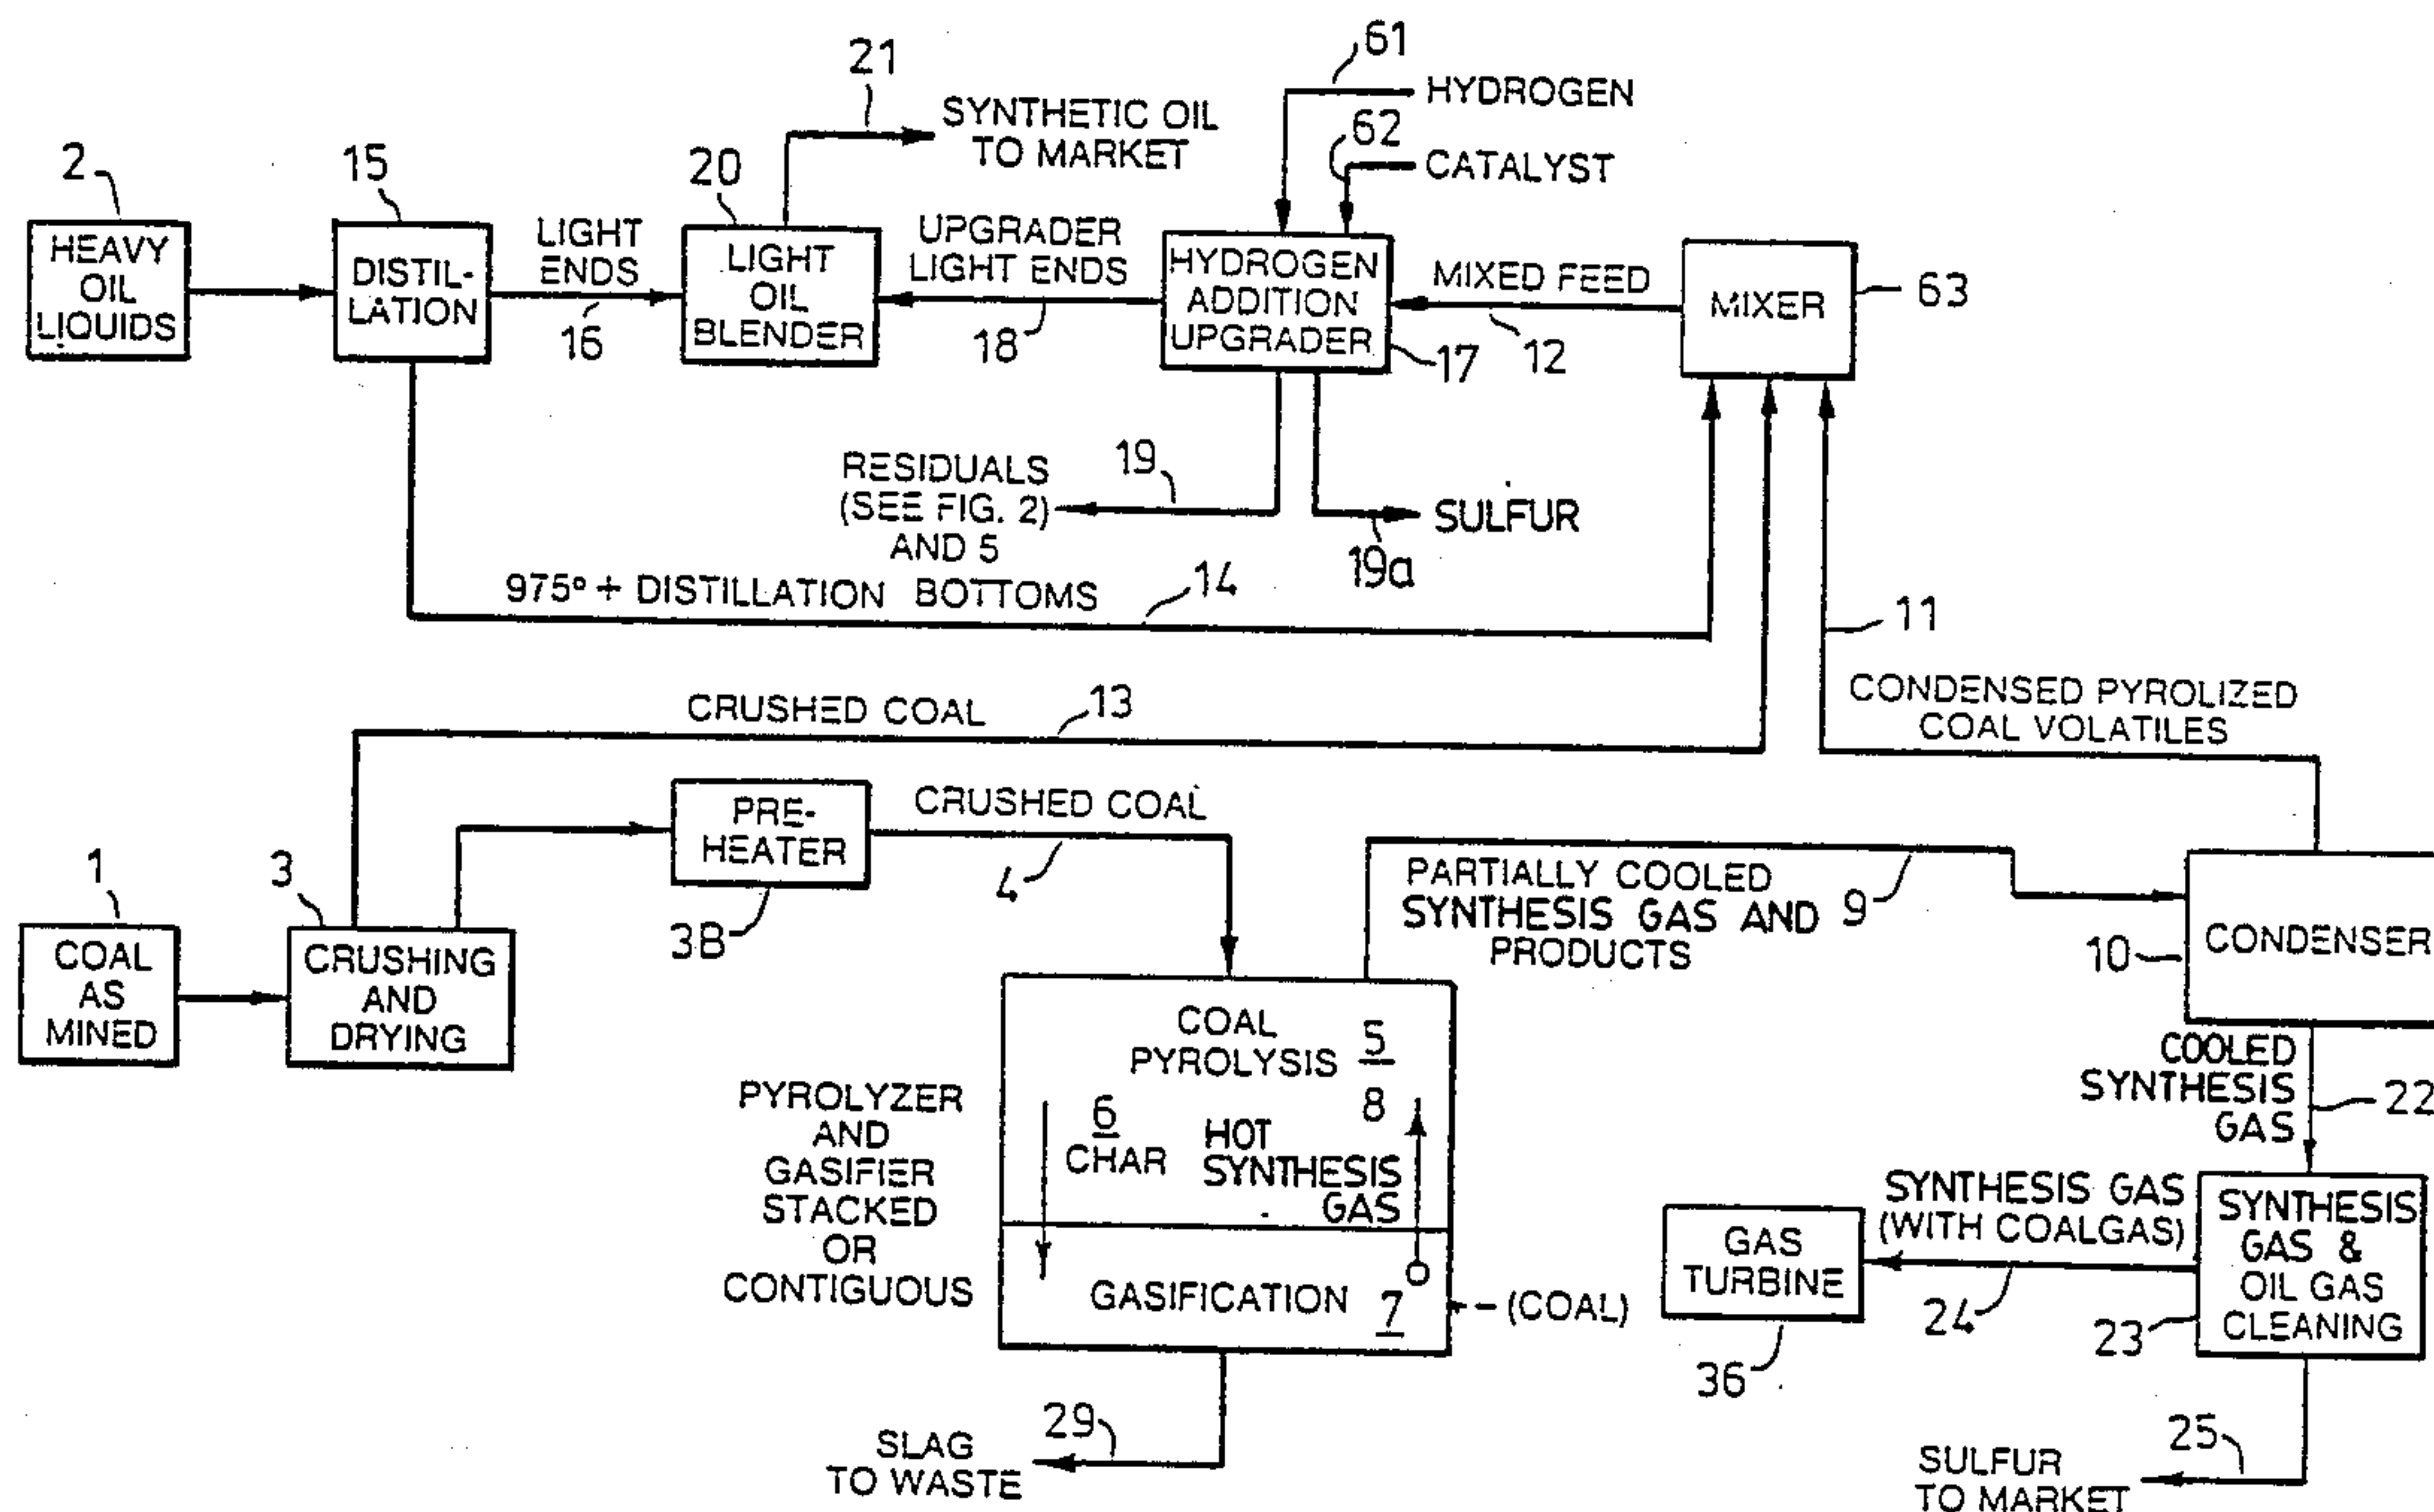 61
HYDROGEN
21
SYNTHETIC OIL
TO MARKET
62
CATALYST
2
HEAVY
OIL
LIQUIDS
15
DISTIL-
LATION
LIGHT
ENDS
16
20
LIGHT
OIL
BLENDER
UPGRADER
LIGHT ENDS
18
HYDROGEN
ADDITION
UPGRADER
17
MIXED FEED
12
MIXER
63
RESIDUALS
(SEE FIG. 2)
AND 5
19
SULFUR
19a
975° + DISTILLATION BOTTOMS
14
11
CONDENSED PYROLIZED
COAL VOLATILES
CRUSHED COAL
13
PRE-
HEATER
3B
CRUSHED COAL
4
1
COAL
AS
MINED
3
CRUSHING
AND
DRYING
PARTIALLY COOLED
SYNTHESIS GAS AND
PRODUCTS
9
10
CONDENSER
COAL
PYROLYSIS
5
8
6
CHAR
HOT
SYNTHESIS
GAS
PYROLYZER
AND
GASIFIER
STACKED
OR
CONTIGUOUS
GASIFICATION
7
(COAL)
COOLED
SYNTHESIS
GAS
22
SYNTHESIS GAS
(WITH COALGAS)
24
GAS
TURBINE
36
SYNTHESIS
GAS &
OIL GAS
CLEANING
23
29
SLAG
TO WASTE
25
SULFUR
TO MARKET